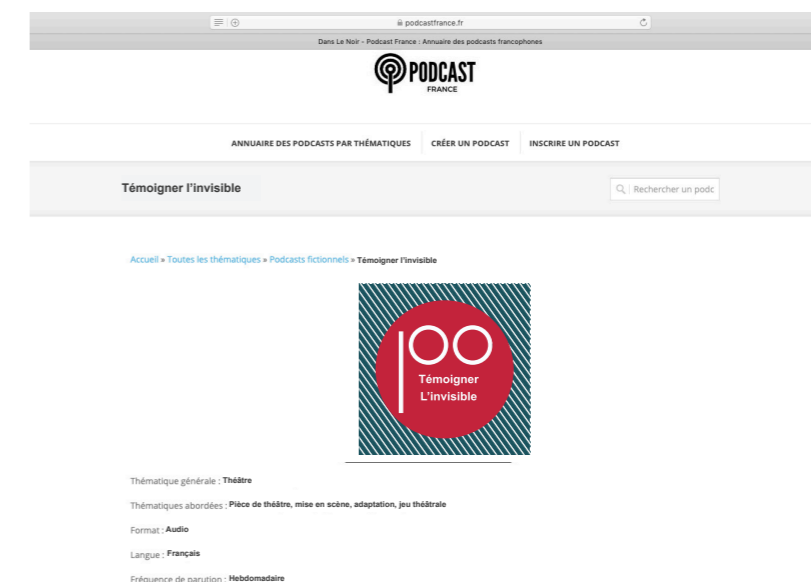 podcastfrance.fr
Dans Le Noir - Podcast France : Annuaire des podcasts francophones
PODCAST
FRANCE
ANNUAIRE DES PODCASTS PAR THÉMATIQUES CRÉER UN PODCAST INSCRIRE UN PODCAST
Témoigner l'invisible
Rechercher un podc
Accueil » Toutes les thématiques » Podcasts fictionnels » Témoigner l'invisible
Témoigner
L'invisible
Thématique générale : Théâtre
Thématiques abordées : Pièce de théâtre, mise en scène, adaptation, jeu théâtrale
Format : Audio
Langue : Français
Fréquence de parution : Hebdomadaire